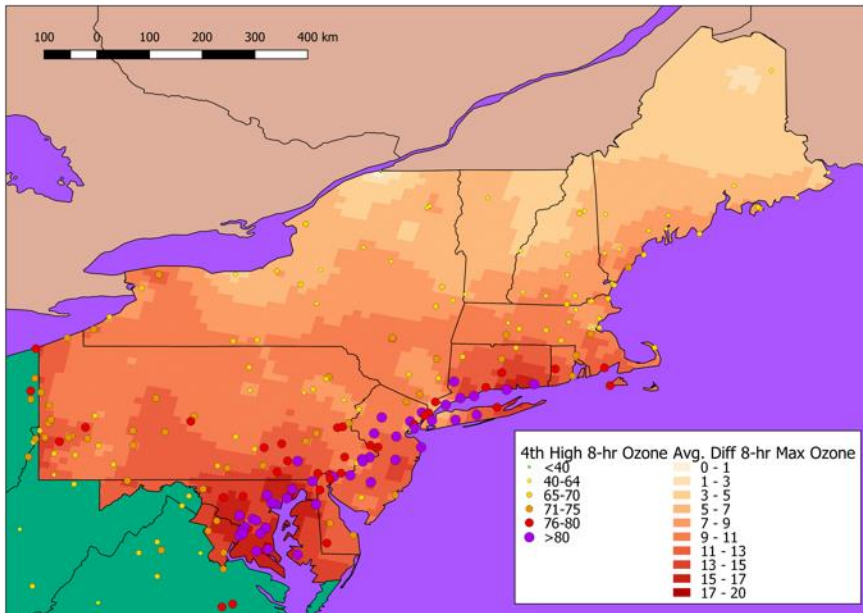 100 0 100 200 300 400 km
4th High 8-hr Ozone Avg. Diff 8-hr Max Ozone
<40 0 - 1
40-64 1 - 3
65-70 3 - 5
71-75 5 - 7
76-80 7 - 9
>80 9 - 11
11 - 13
13 - 15
15 - 17
17 - 20